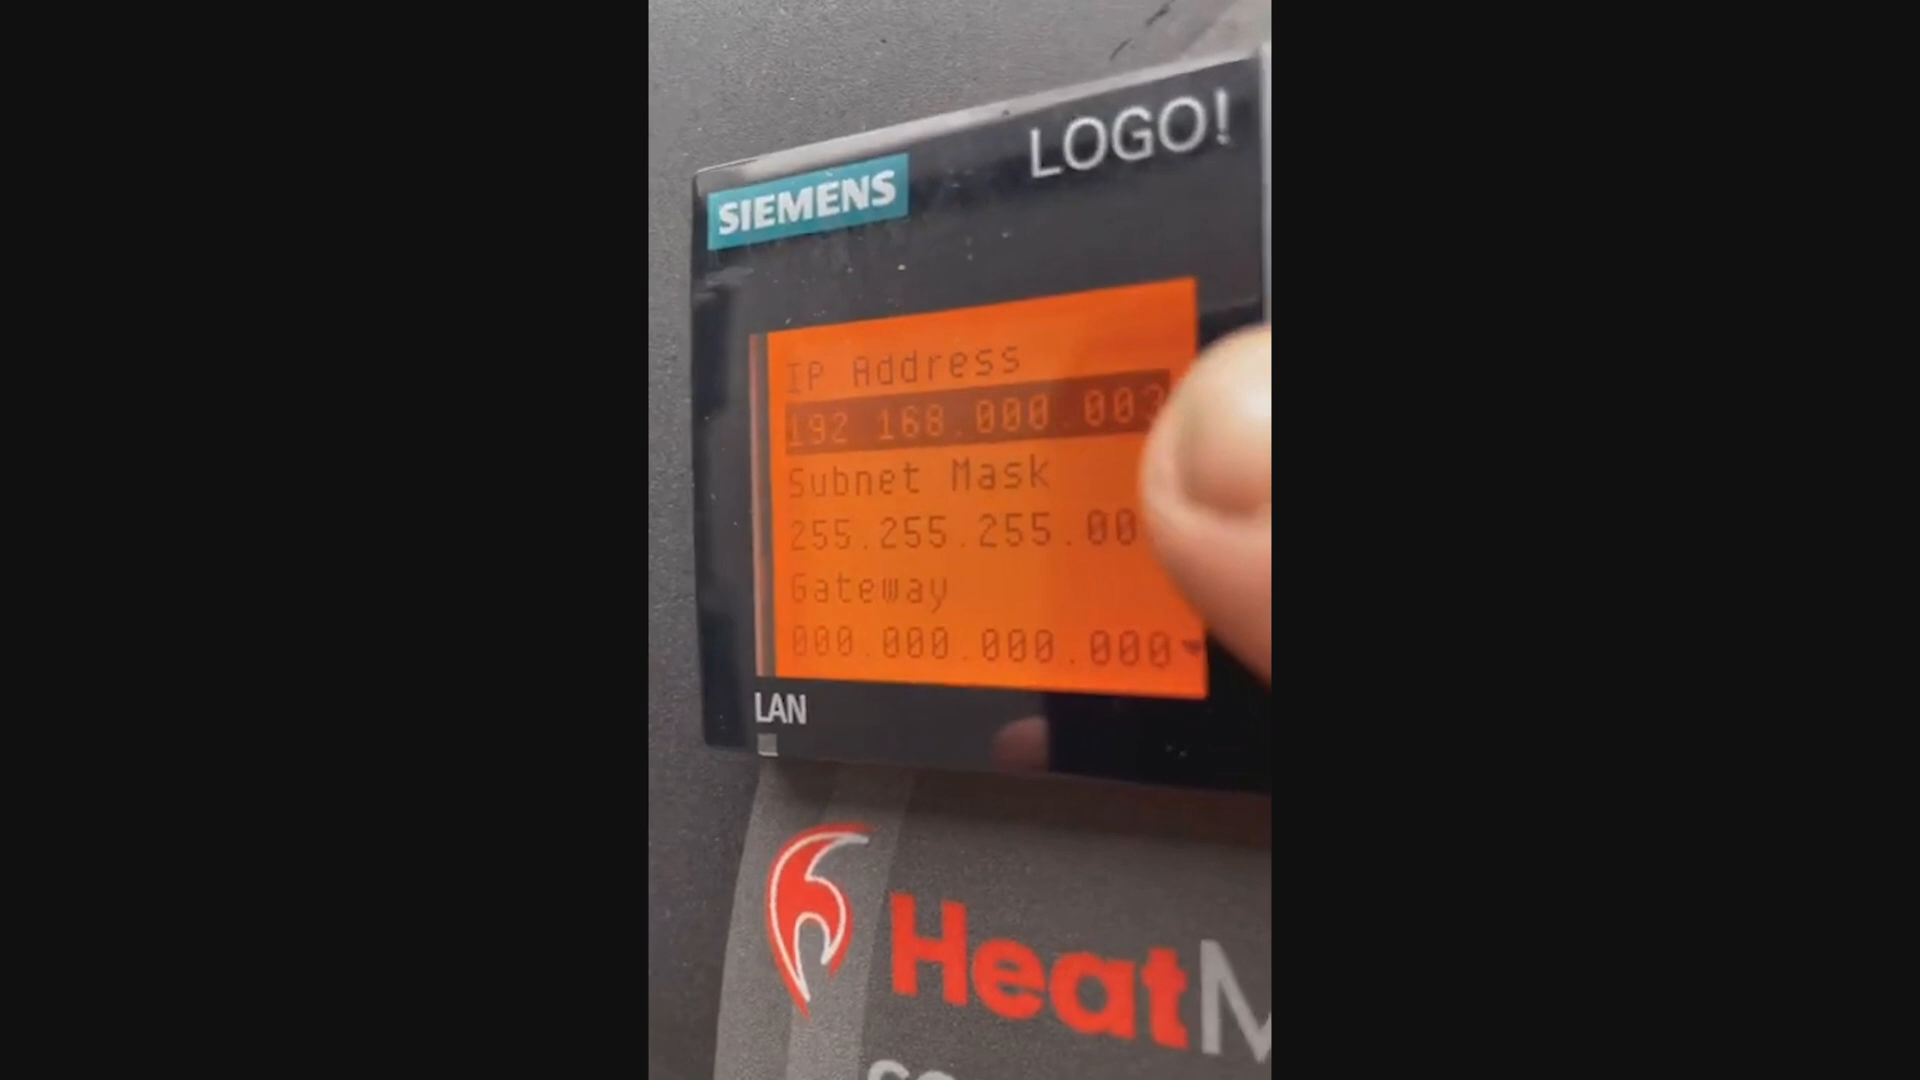 LOGO!
SIEMENS
IP Address
192.168.000.003
Subnet Mask
255.255.255.00
Gateway
000.000.000.000
LAN
HeatM